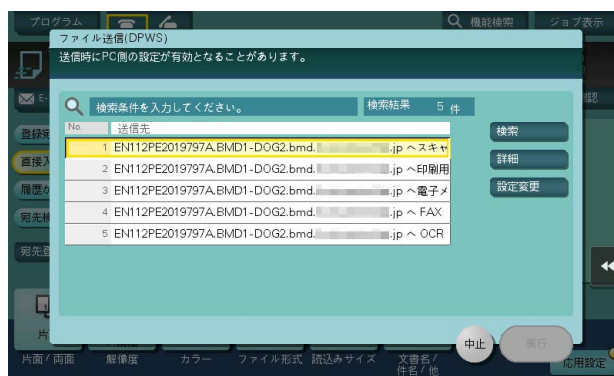 プログラム
機能検索
ジョブ表示
ファイル送信(DPWS)
送信時にPC側の設定が有効となることがあります。
検索条件を入力してください。
検索結果 5 件
No. 送信先
1 EN112PE2019797A.BMD1-DOG2.bmd. .jp へスキャ
2 EN112PE2019797A.BMD1-DOG2.bmd. .jp へ印刷用
3 EN112PE2019797A.BMD1-DOG2.bmd. .jp へ電子メ
4 EN112PE2019797A.BMD1-DOG2.bmd. .jp へ FAX
5 EN112PE2019797A.BMD1-DOG2.bmd. .jp へ OCR
検索
詳細
設定変更
E-
登録宛
直接入
履歴か
宛先検
宛先登
中止
実行
片面/両面
解像度
カラー
ファイル形式
読込みサイズ
文書名/
件名/他
応用設定